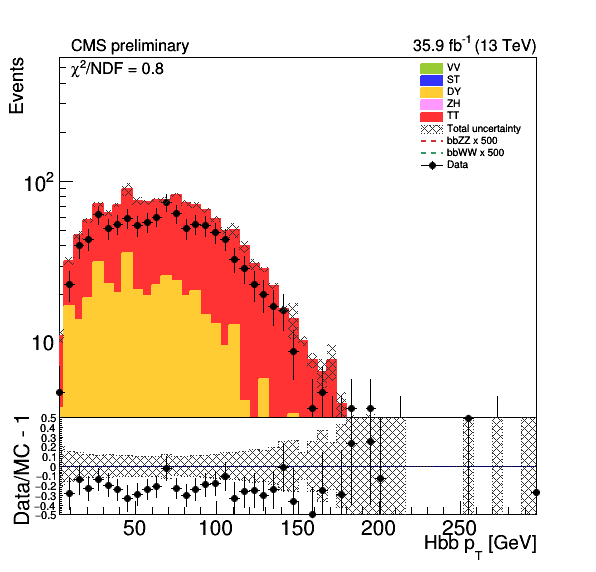 CMS preliminary 35.9 fb⁻¹ (13 TeV)
χ²/NDF = 0.8
Events
VV
ST
DY
ZH
TT
Total uncertainty
bbZZ x 500
bbWW x 500
Data
10²
10
Data/MC - 1
0.5
0.4
0.3
0.2
0.1
0
−0.1
−0.2
−0.3
−0.4
−0.5
50 100 150 200 250
Hbb p_T [GeV]